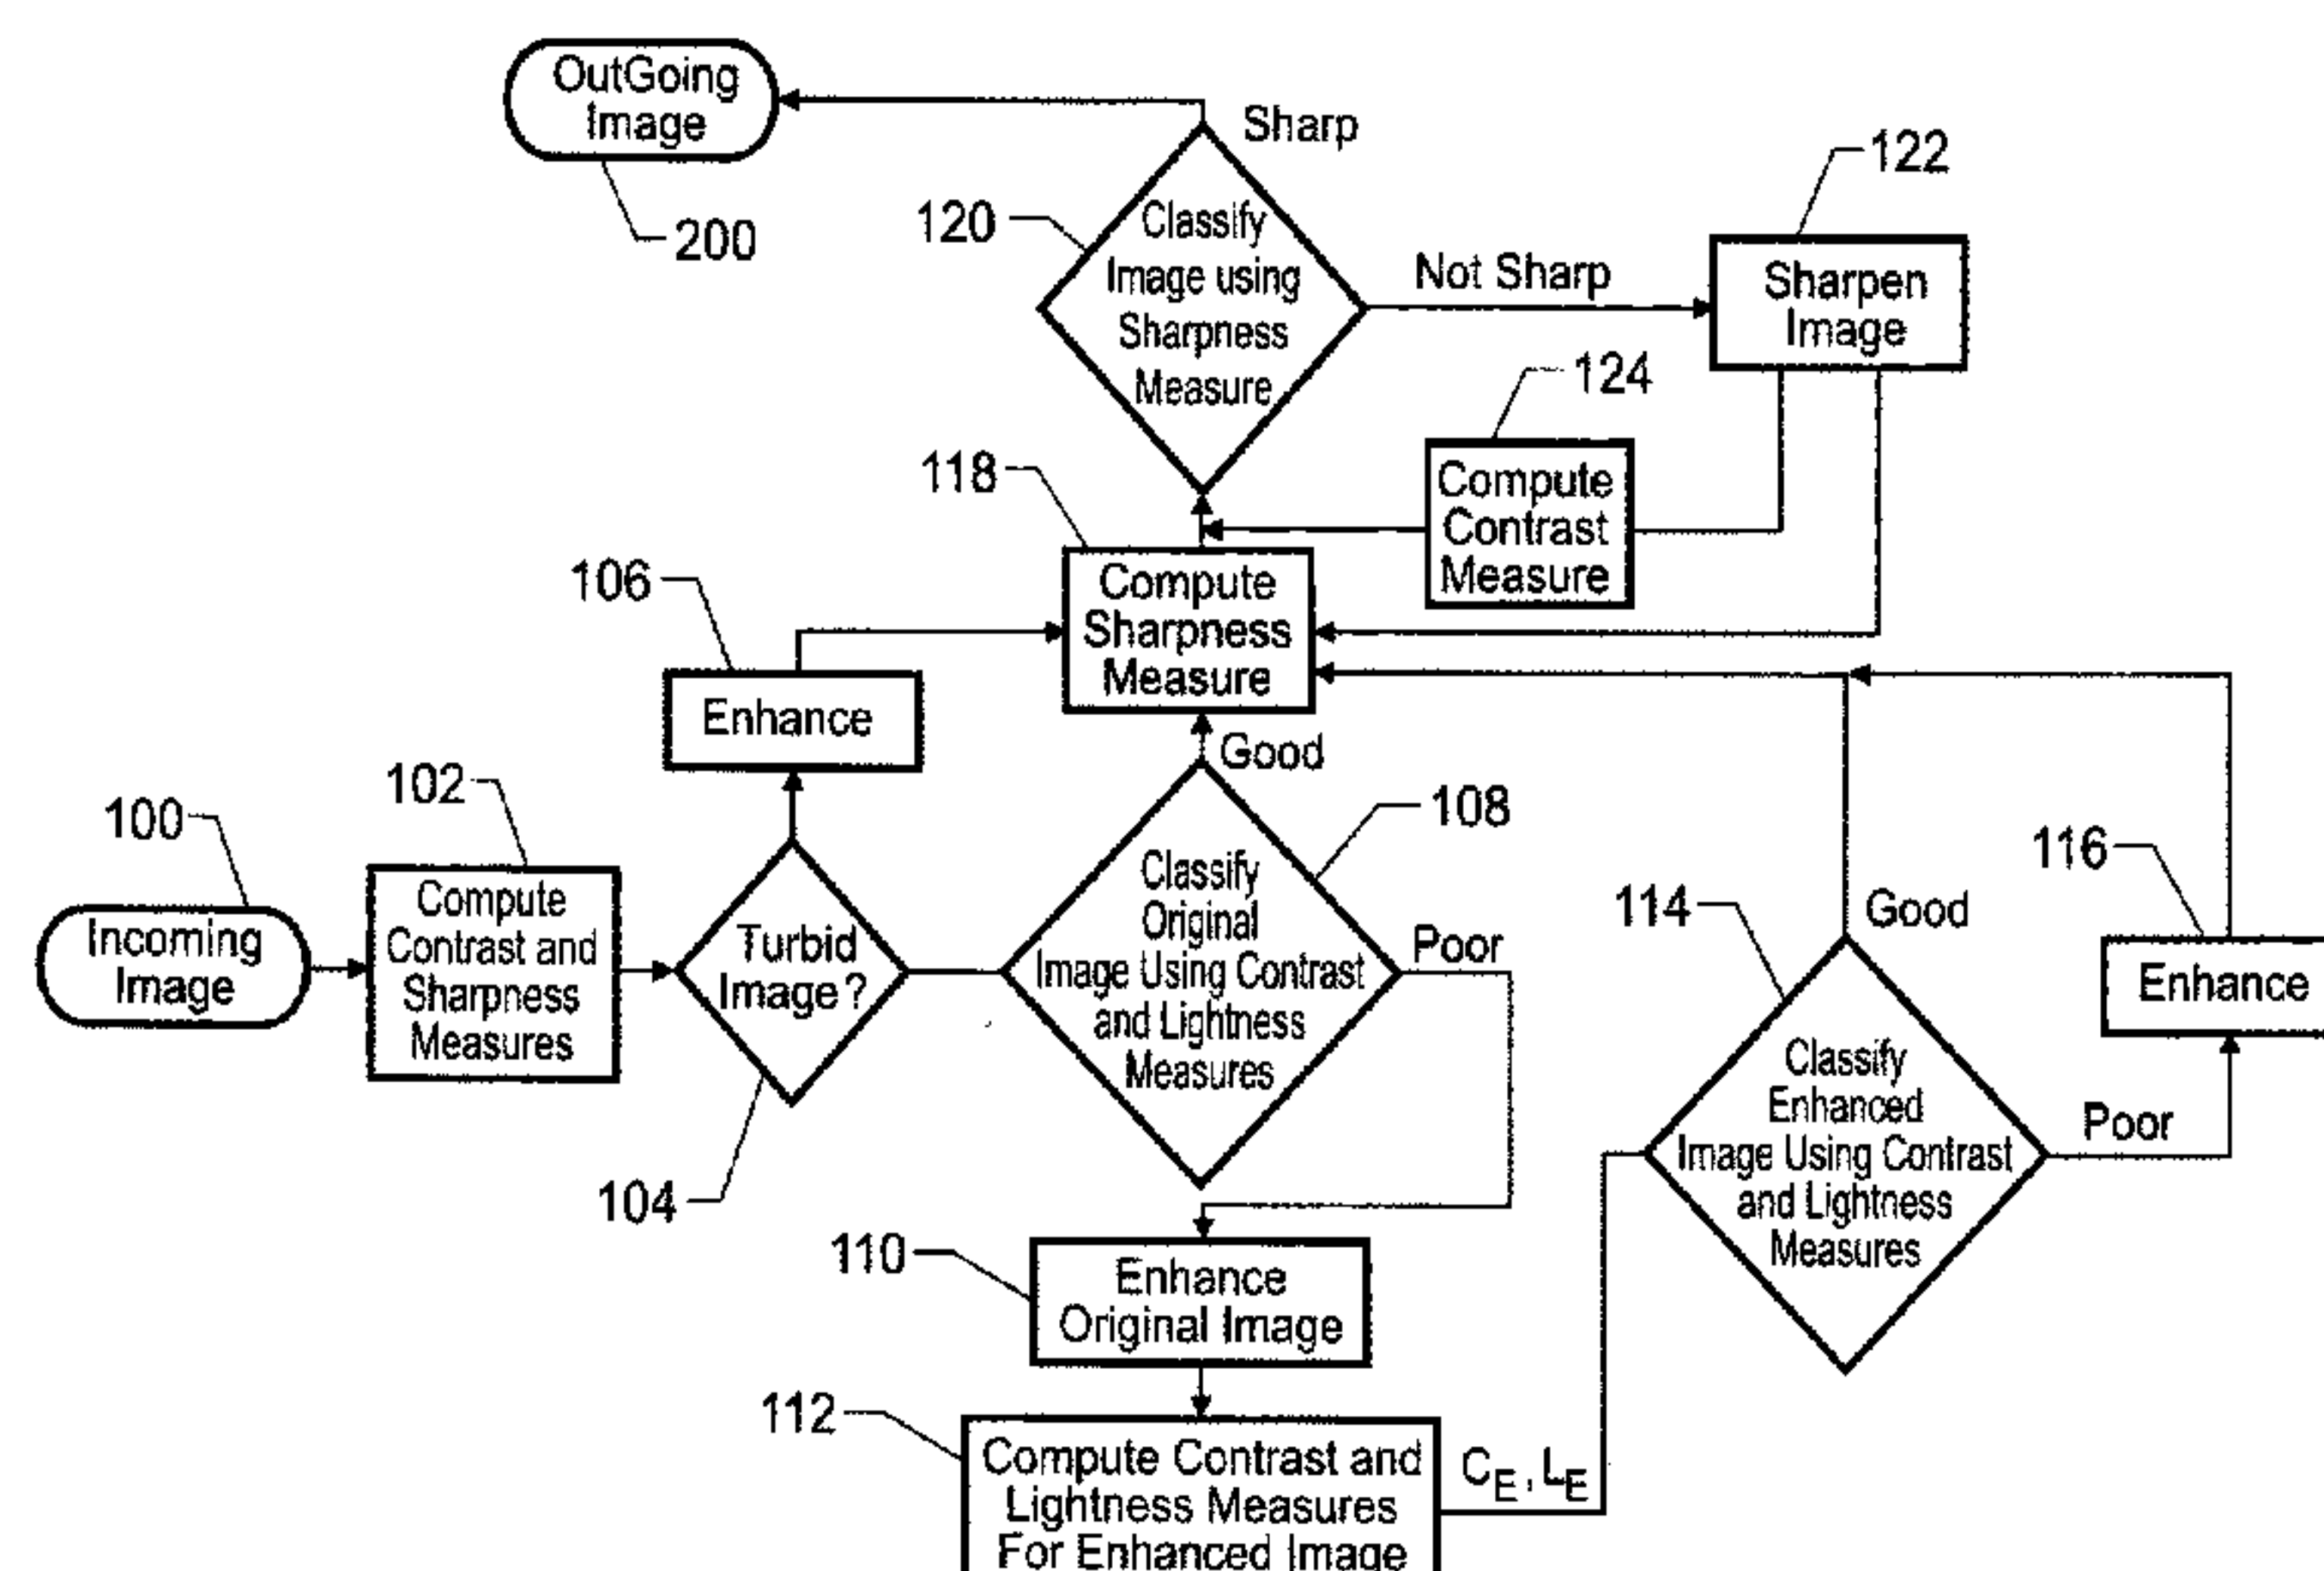 OutGoing
Image
200
Sharp
120
Classify
Image using
Sharpness
Measure
Not Sharp
122
Sharpen
Image
124
Compute
Contrast
Measure
118
Compute
Sharpness
Measure
106
Enhance
Good
100
Incoming
Image
102
Compute
Contrast and
Sharpness
Measures
Turbid
Image?
104
108
Classify
Original
Image Using Contrast
and Lightness
Measures
Poor
110
Enhance
Original Image
112
Compute Contrast and
Lightness Measures
For Enhanced Image
CE, LE
114
Good
Classify
Enhanced
Image Using Contrast
and Lightness
Measures
Poor
116
Enhance